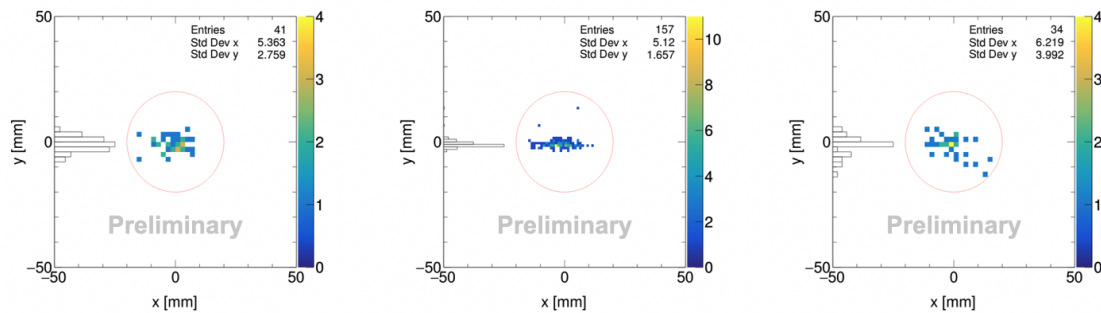 50
Entries 41
Std Dev x 5.363
Std Dev y 2.759
y [mm]
0
Preliminary
−50
−50 0 50
x [mm]
4
3
2
1
0
50
Entries 157
Std Dev x 5.12
Std Dev y 1.657
y [mm]
0
Preliminary
−50
−50 0 50
x [mm]
10
8
6
4
2
0
50
Entries 34
Std Dev x 6.219
Std Dev y 3.992
y [mm]
0
Preliminary
−50
−50 0 50
x [mm]
4
3
2
1
0